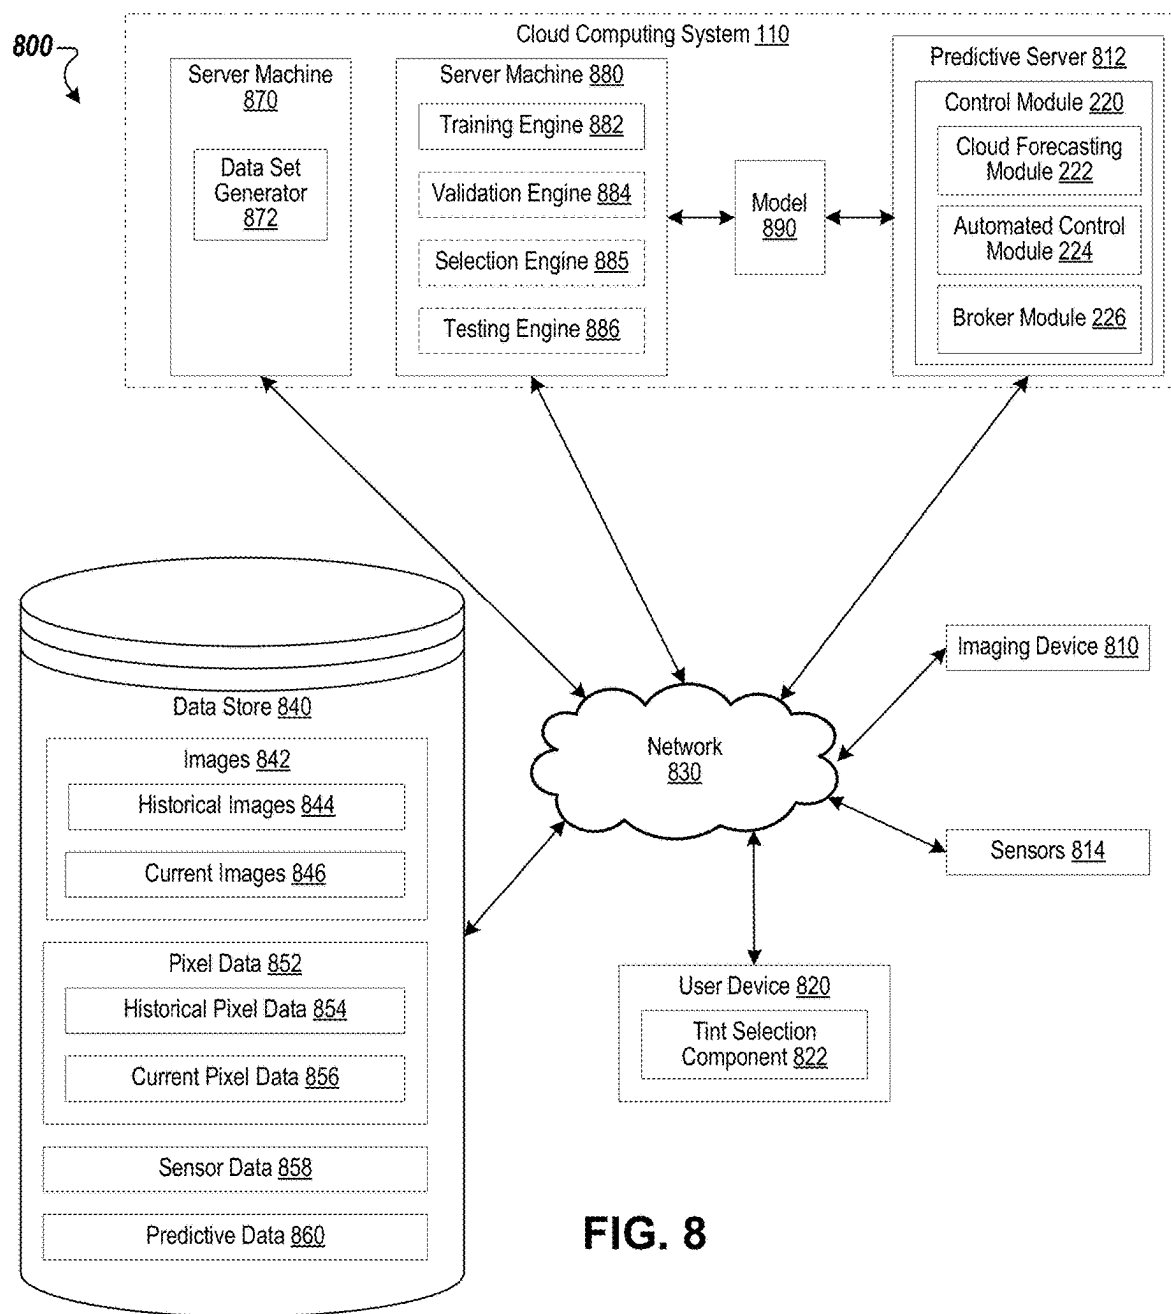 800
Cloud Computing System 110
Server Machine
870
Data Set
Generator
872
Server Machine 880
Training Engine 882
Validation Engine 884
Selection Engine 885
Testing Engine 886
Model
890
Predictive Server 812
Control Module 220
Cloud Forecasting
Module 222
Automated Control
Module 224
Broker Module 226
Data Store 840
Images 842
Historical Images 844
Current Images 846
Pixel Data 852
Historical Pixel Data 854
Current Pixel Data 856
Sensor Data 858
Predictive Data 860
Network
830
Imaging Device 810
Sensors 814
User Device 820
Tint Selection
Component 822
FIG. 8